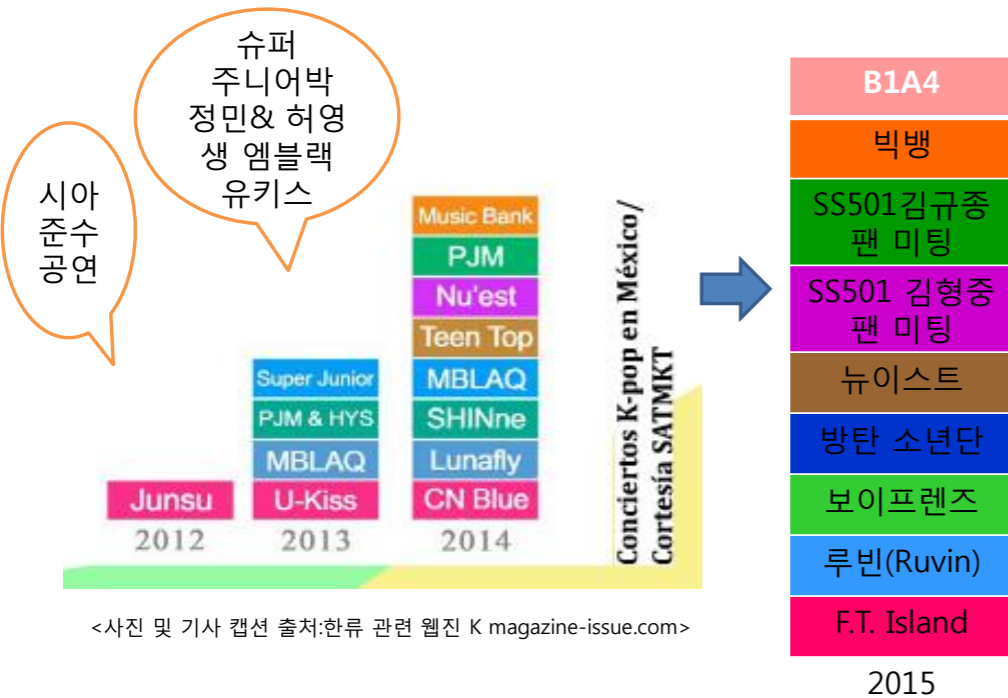 시아
준수
공연
슈퍼
주니어박
정민& 허영
생 엠블랙
유키스
Junsu
2012
Super Junior
PJM & HYS
MBLAQ
U-Kiss
2013
Music Bank
PJM
Nu'est
Teen Top
MBLAQ
SHINne
Lunafly
CN Blue
2014
Conciertos K-pop en México/
Cortesía SATMKT
B1A4
빅뱅
SS501김규종
팬 미팅
SS501 김형중
팬 미팅
뉴이스트
방탄 소년단
보이프렌즈
루빈(Ruvin)
F.T. Island
2015
<사진 및 기사 캡션 출처:한류 관련 웹진 K magazine-issue.com>